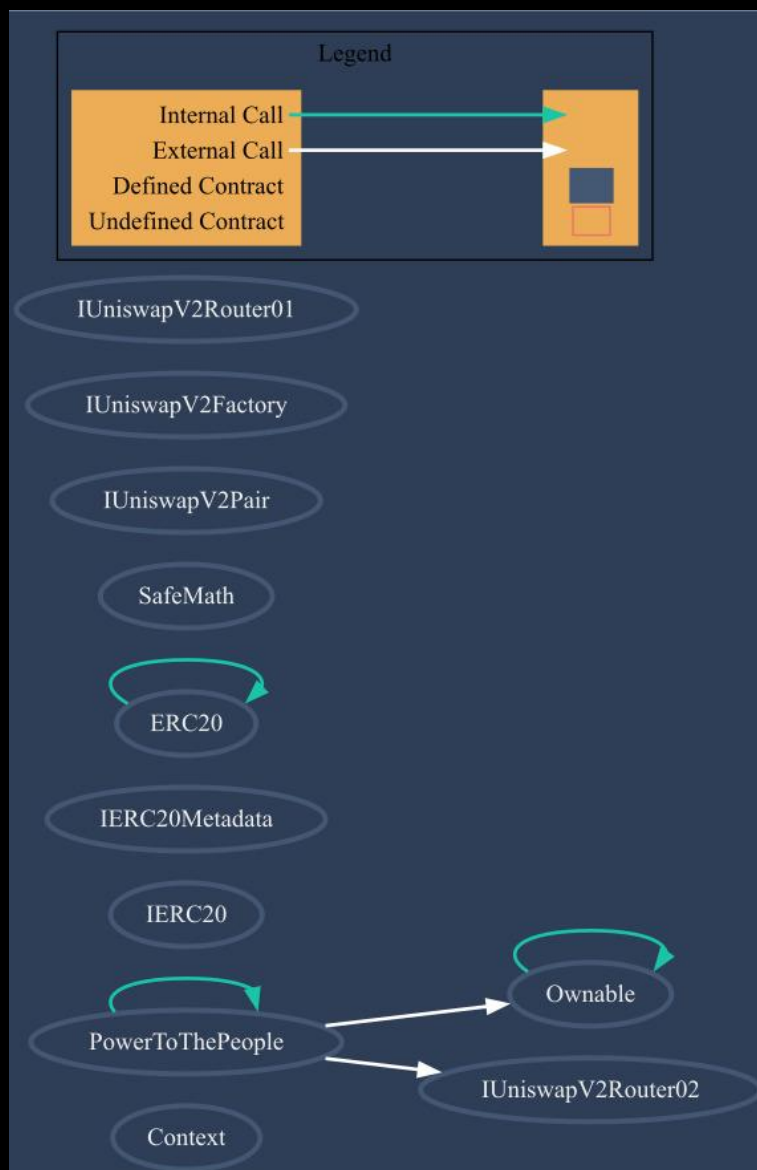 Legend
Internal Call
External Call
Defined Contract
Undefined Contract
IUniswapV2Router01
IUniswapV2Factory
IUniswapV2Pair
SafeMath
ERC20
IERC20Metadata
IERC20
Ownable
PowerToThePeople
IUniswapV2Router02
Context